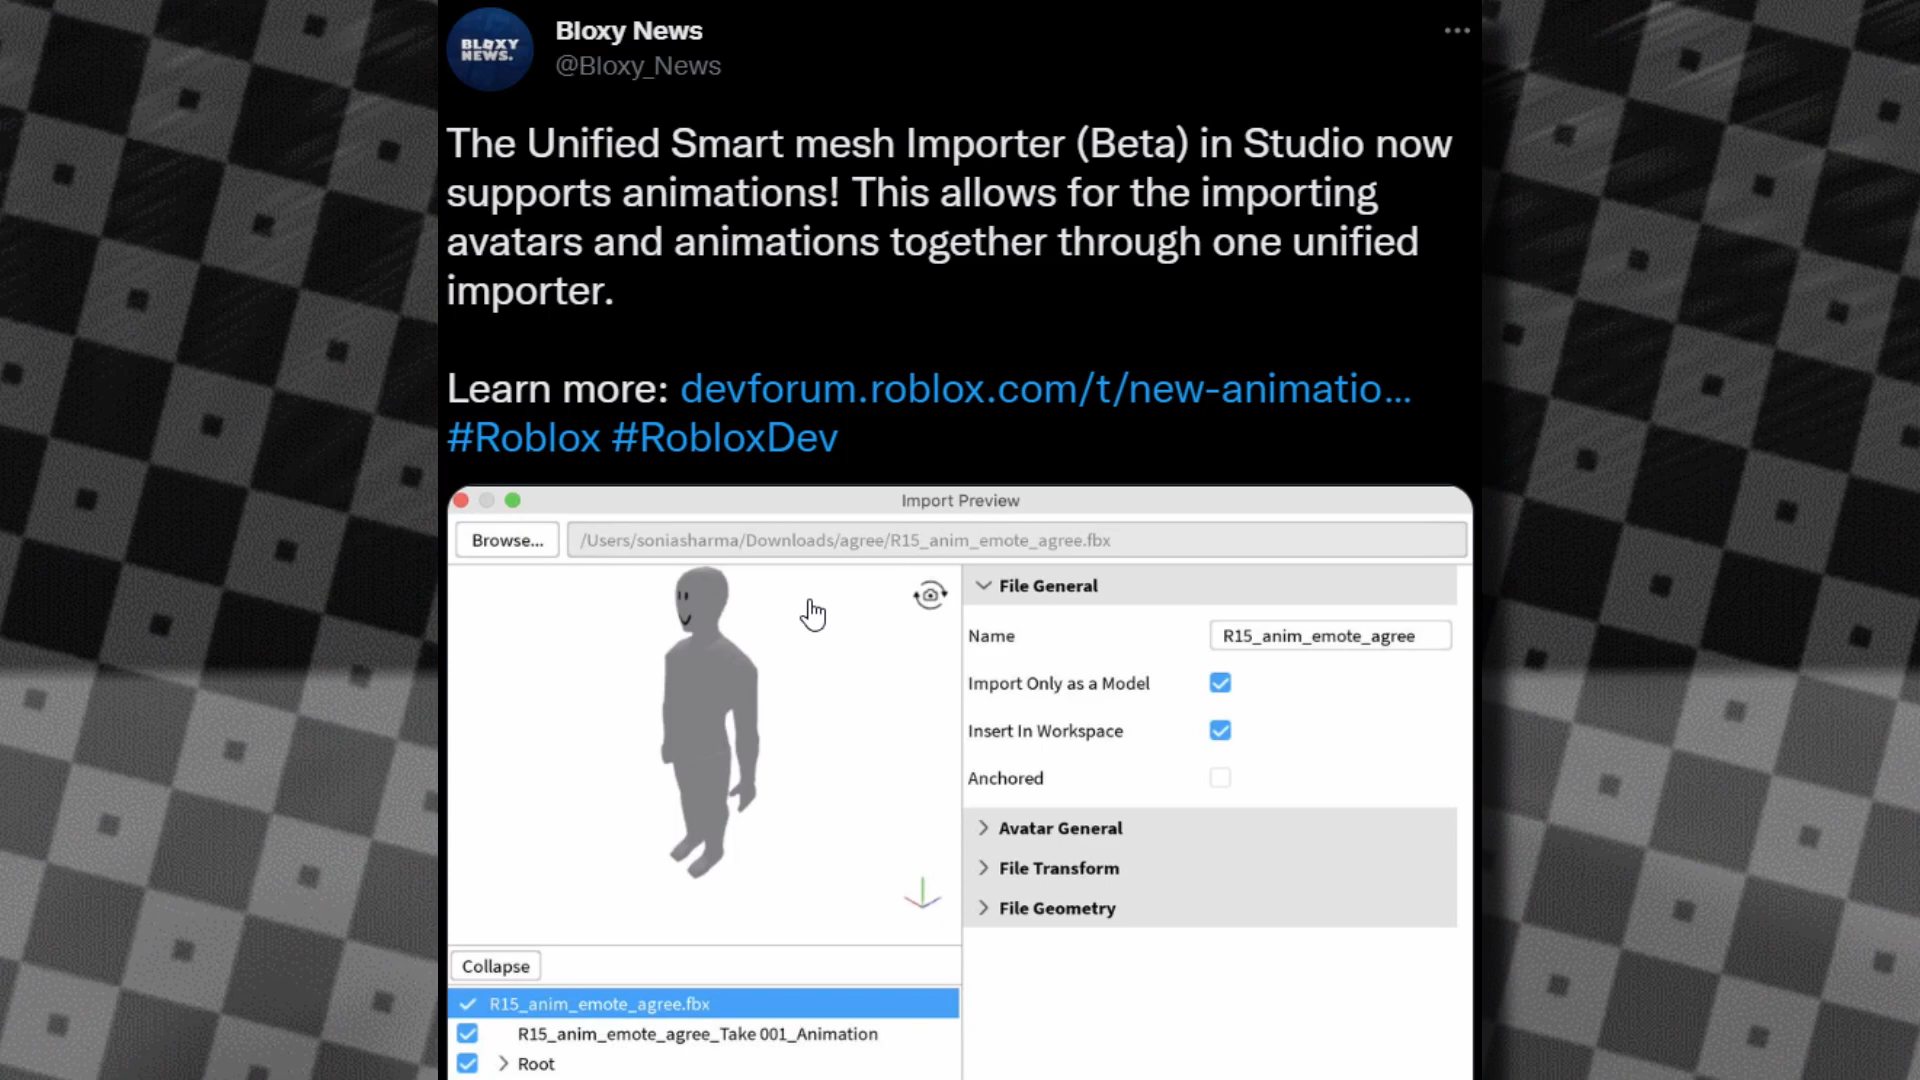 BLOXY
NEWS.
Bloxy News
@Bloxy_News
The Unified Smart mesh Importer (Beta) in Studio now
supports animations! This allows for the importing
avatars and animations together through one unified
importer.
Learn more: devforum.roblox.com/t/new-animatio...
#Roblox #RobloxDev
Import Preview
Browse...
/Users/soniasharma/Downloads/agree/R15_anim_emote_agree.fbx
File General
Name
R15_anim_emote_agree
Import Only as a Model
Insert In Workspace
Anchored
Avatar General
File Transform
File Geometry
Collapse
R15_anim_emote_agree.fbx
R15_anim_emote_agree_Take 001_Animation
Root